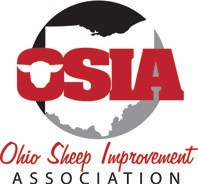 OSIA
Ohio Sheep Improvement
ASSOCIATION